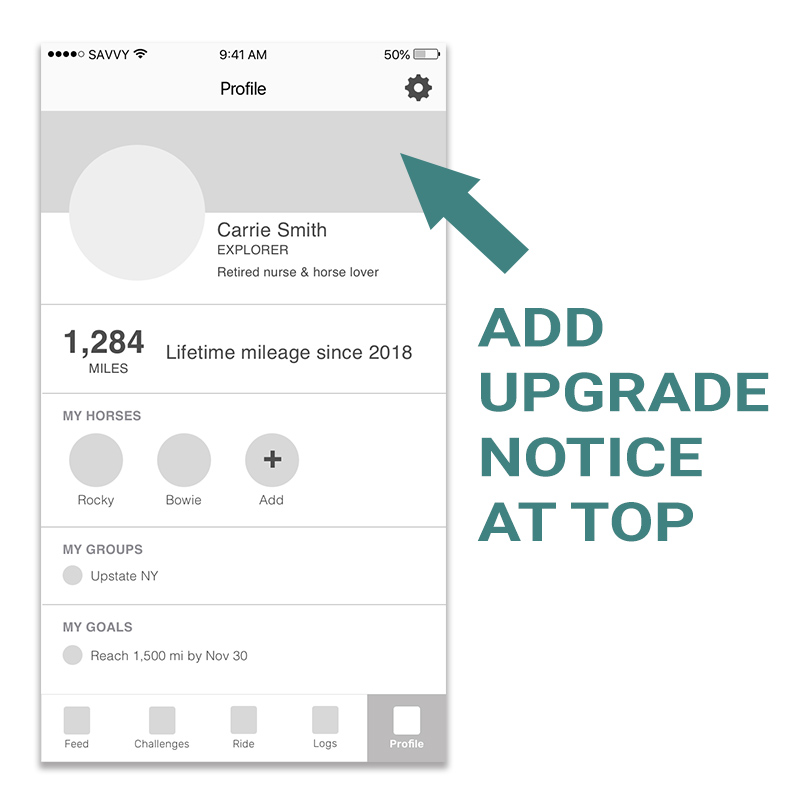 SAVVY 9:41 AM 50%
Profile
Carrie Smith
EXPLORER
Retired nurse & horse lover
1,284
MILES
Lifetime mileage since 2018
MY HORSES
Rocky Bowie Add
MY GROUPS
Upstate NY
MY GOALS
Reach 1,500 mi by Nov 30
Feed Challenges Ride Logs Profile
ADD
UPGRADE
NOTICE
AT TOP